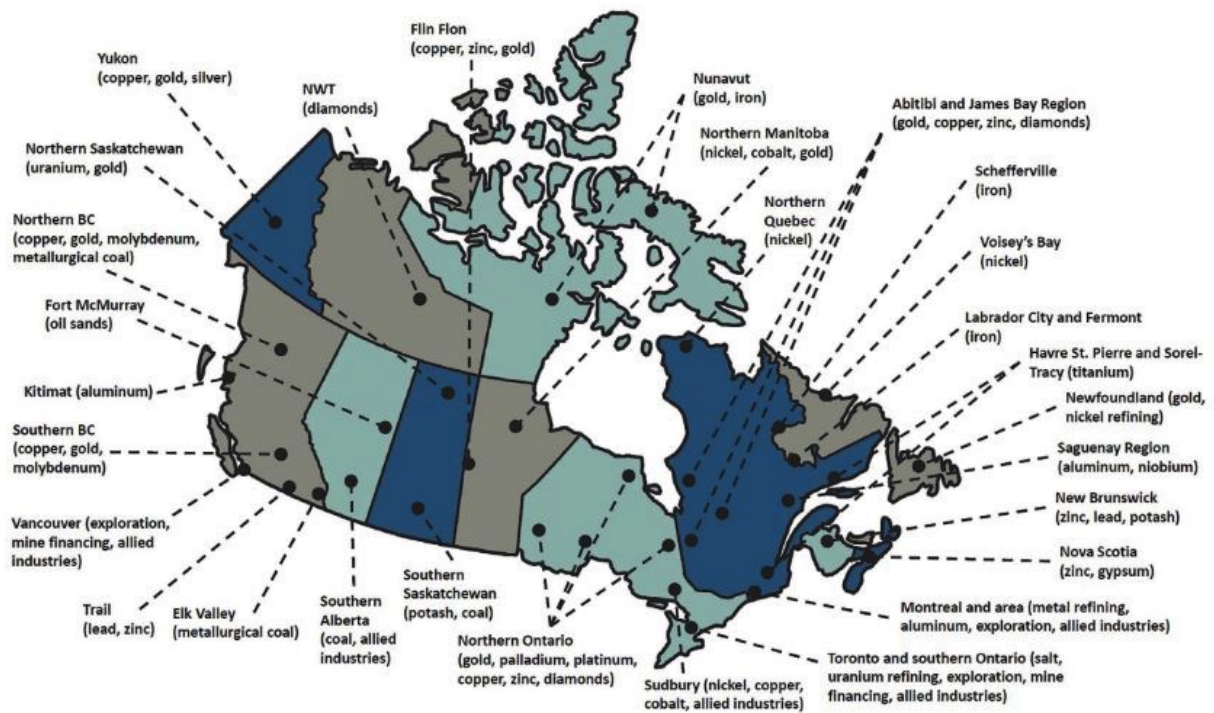 Flin Flon
(copper, zinc, gold)
Yukon
(copper, gold, silver)
NWT
(diamonds)
Nunavut
(gold, iron)
Abitibi and James Bay Region
(gold, copper, zinc, diamonds)
Northern Saskatchewan
(uranium, gold)
Northern Manitoba
(nickel, cobalt, gold)
Schefferville
(iron)
Northern BC
(copper, gold, molybdenum,
metallurgical coal)
Northern
Quebec
(nickel)
Voisey's Bay
(nickel)
Fort McMurray
(oil sands)
Labrador City and Fermont
(iron)
Havre St. Pierre and Sorel-
Tracy (titanium)
Kitimat (aluminum)
Newfoundland (gold,
nickel refining)
Southern BC
(copper, gold,
molybdenum)
Saguenay Region
(aluminum, niobium)
New Brunswick
(zinc, lead, potash)
Vancouver (exploration,
mine financing, allied
industries)
Nova Scotia
(zinc, gypsum)
Trail
(lead, zinc)
Elk Valley
(metallurgical coal)
Southern
Alberta
(coal, allied
industries)
Southern
Saskatchewan
(potash, coal)
Northern Ontario
(gold, palladium, platinum,
copper, zinc, diamonds)
Sudbury (nickel, copper,
cobalt, allied industries)
Montreal and area (metal refining,
aluminum, exploration, allied industries)
Toronto and southern Ontario (salt,
uranium refining, exploration, mine
financing, allied industries)